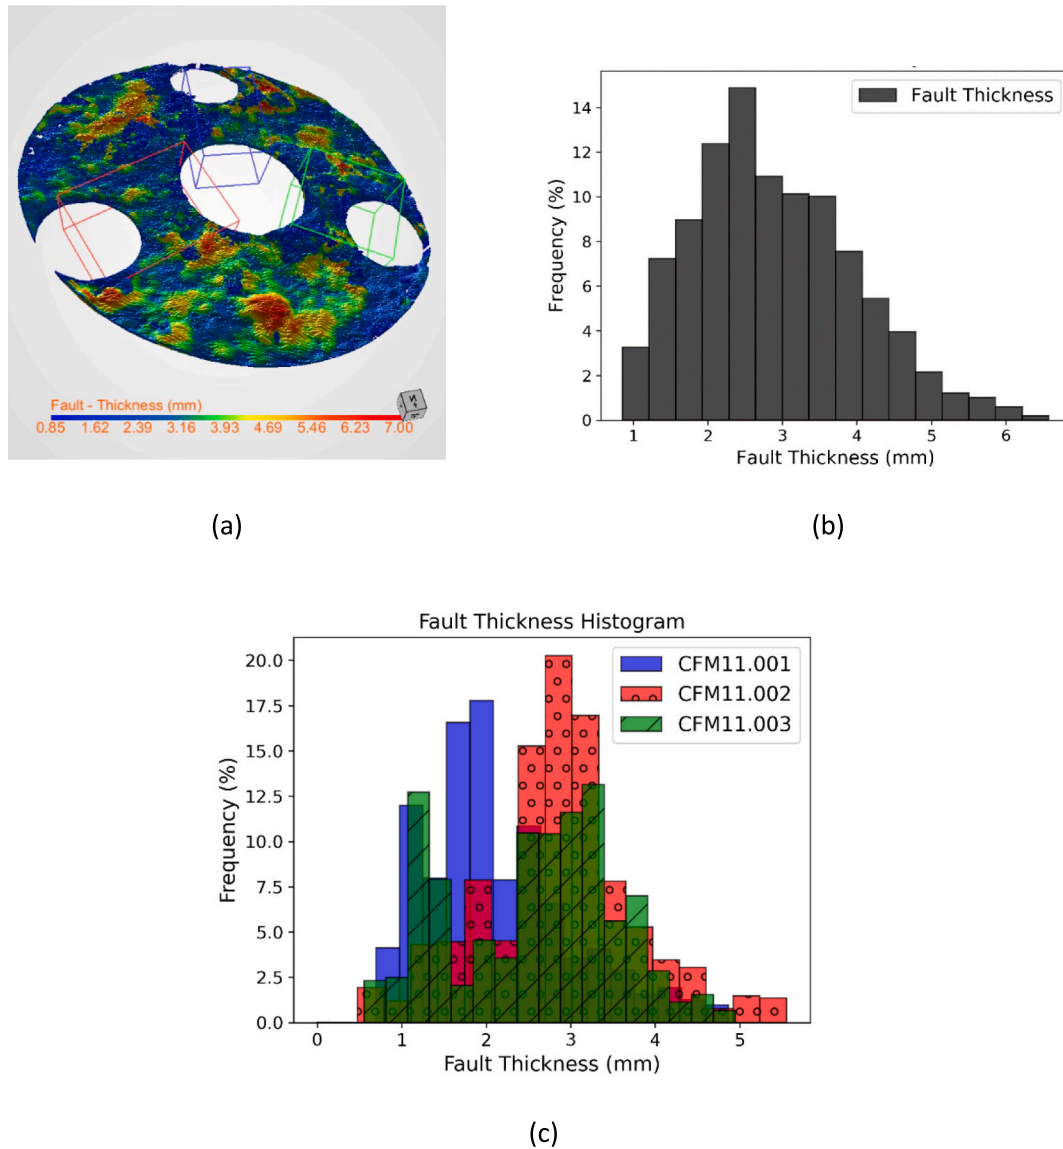 Fault - Thickness (mm)
0.85 1.62 2.39 3.16 3.93 4.69 5.46 6.23 7.00
N
(a)
Fault Thickness
14
12
10
8
6
4
2
0
Frequency (%)
1 2 3 4 5 6
Fault Thickness (mm)
(b)
Fault Thickness Histogram
CFM11.001
CFM11.002
CFM11.003
20.0
17.5
15.0
12.5
10.0
7.5
5.0
2.5
0.0
Frequency (%)
0 1 2 3 4 5
Fault Thickness (mm)
(c)